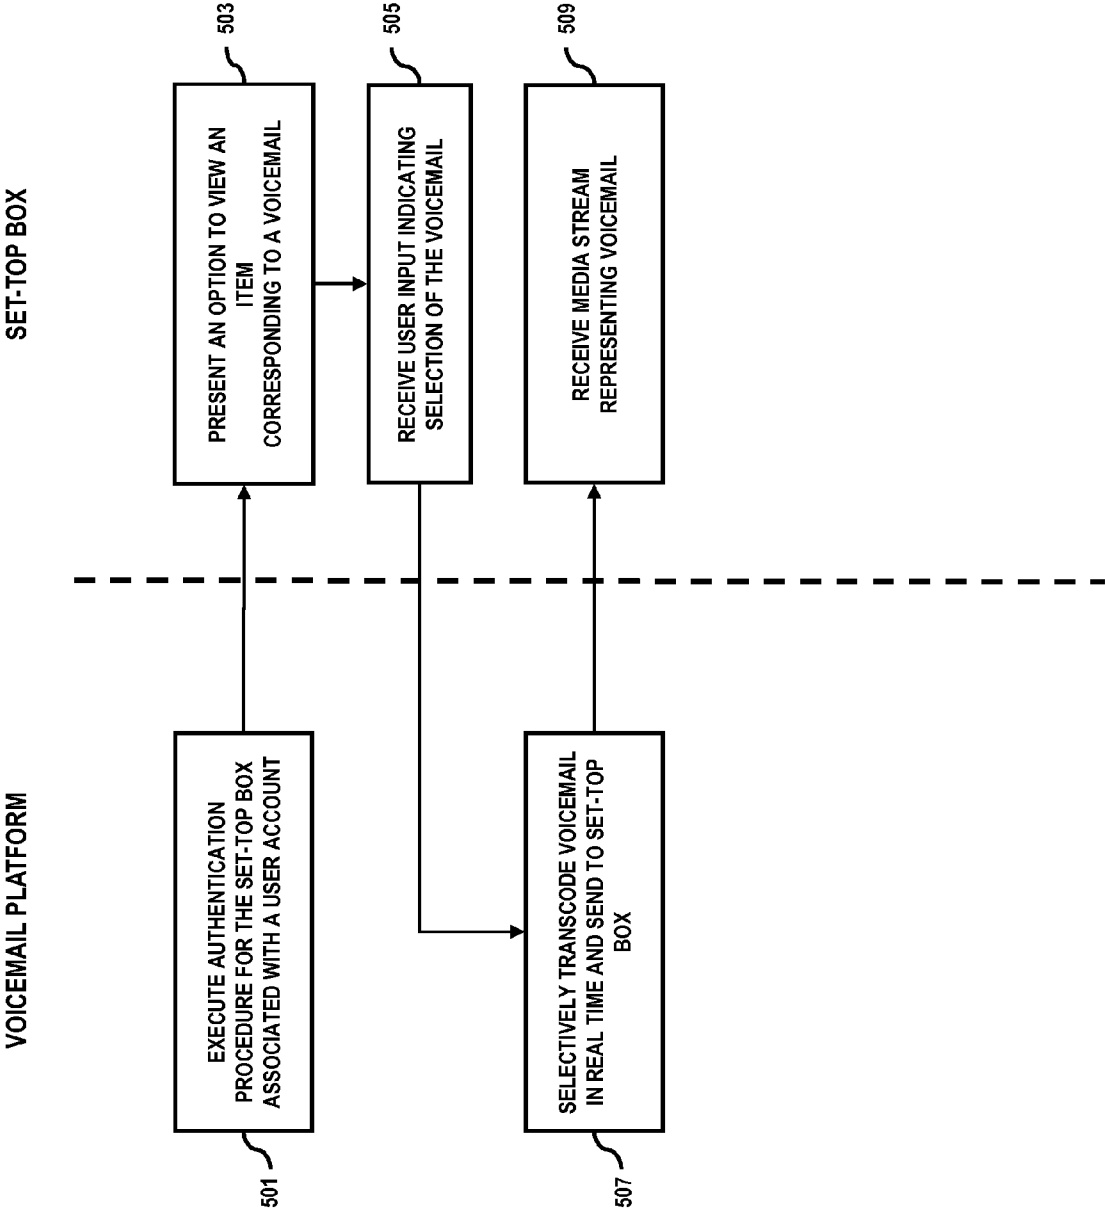 VOICEMAIL PLATFORM
SET-TOP BOX
501
EXECUTE AUTHENTICATION
PROCEDURE FOR THE SET-TOP BOX
ASSOCIATED WITH A USER ACCOUNT
503
PRESENT AN OPTION TO VIEW AN
ITEM
CORRESPONDING TO A VOICEMAIL
505
RECEIVE USER INPUT INDICATING
SELECTION OF THE VOICEMAIL
507
SELECTIVELY TRANSCODE VOICEMAIL
IN REAL TIME AND SEND TO SET-TOP
BOX
509
RECEIVE MEDIA STREAM
REPRESENTING VOICEMAIL